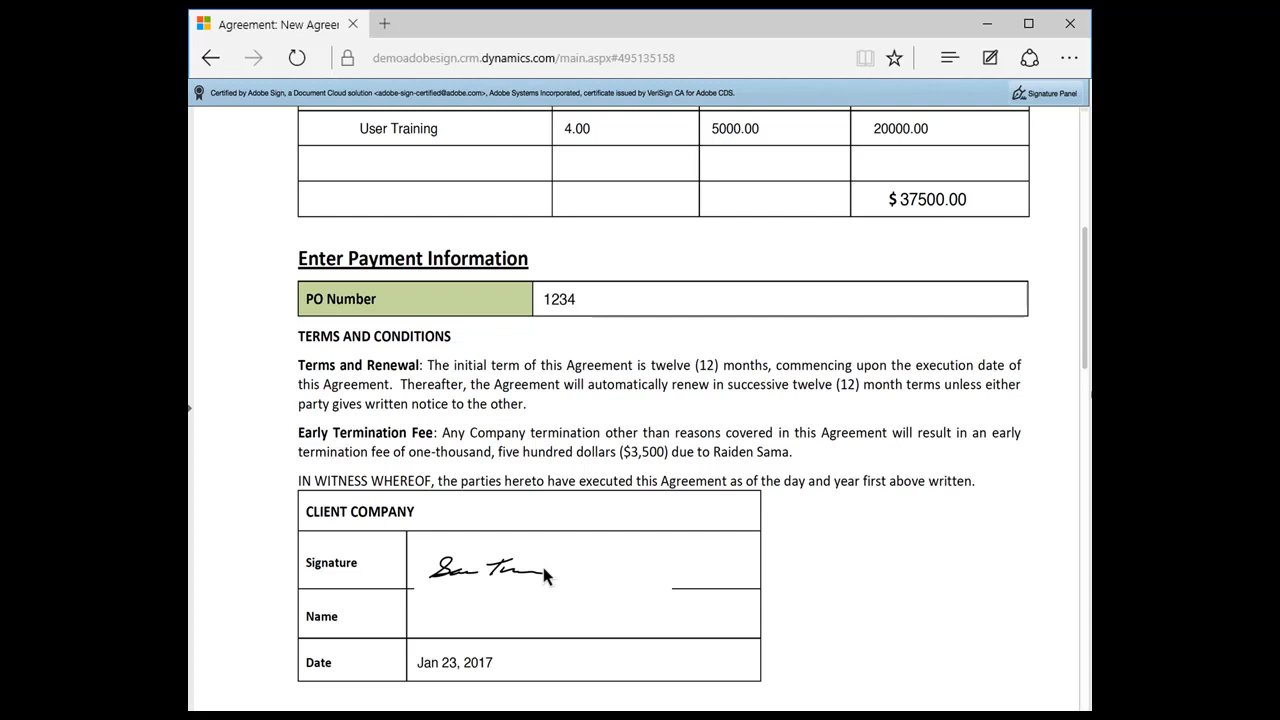 Agreement: New Agreer
demoadobesign.crm.dynamics.com/main.aspx#495135158
Certified by Adobe Sign, a Document Cloud solution <adobe-sign-certified@adobe.com>, Adobe Systems Incorporated, certificate issued by VeriSign CA for Adobe CDS.
Signature Panel
User Training 4.00 5000.00 20000.00
$ 37500.00
Enter Payment Information
PO Number 1234
TERMS AND CONDITIONS
Terms and Renewal: The initial term of this Agreement is twelve (12) months, commencing upon the execution date of
this Agreement. Thereafter, the Agreement will automatically renew in successive twelve (12) month terms unless either
party gives written notice to the other.
Early Termination Fee: Any Company termination other than reasons covered in this Agreement will result in an early
termination fee of one-thousand, five hundred dollars ($3,500) due to Raiden Sama.
IN WITNESS WHEREOF, the parties hereto have executed this Agreement as of the day and year first above written.
CLIENT COMPANY
Signature
Name
Date Jan 23, 2017